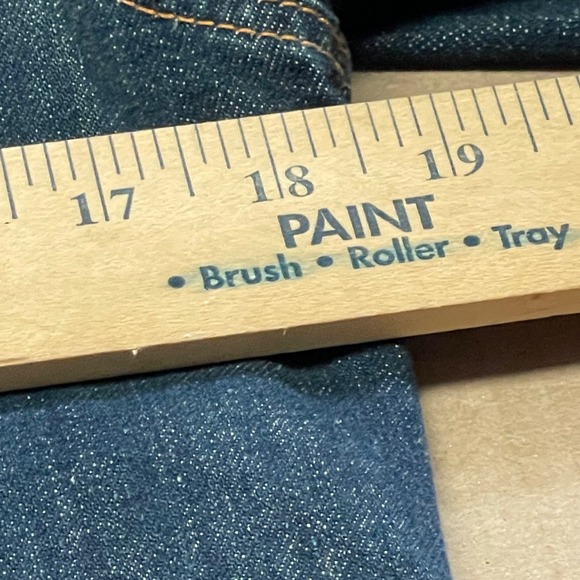 17 18 19
PAINT
• Brush • Roller • Tray